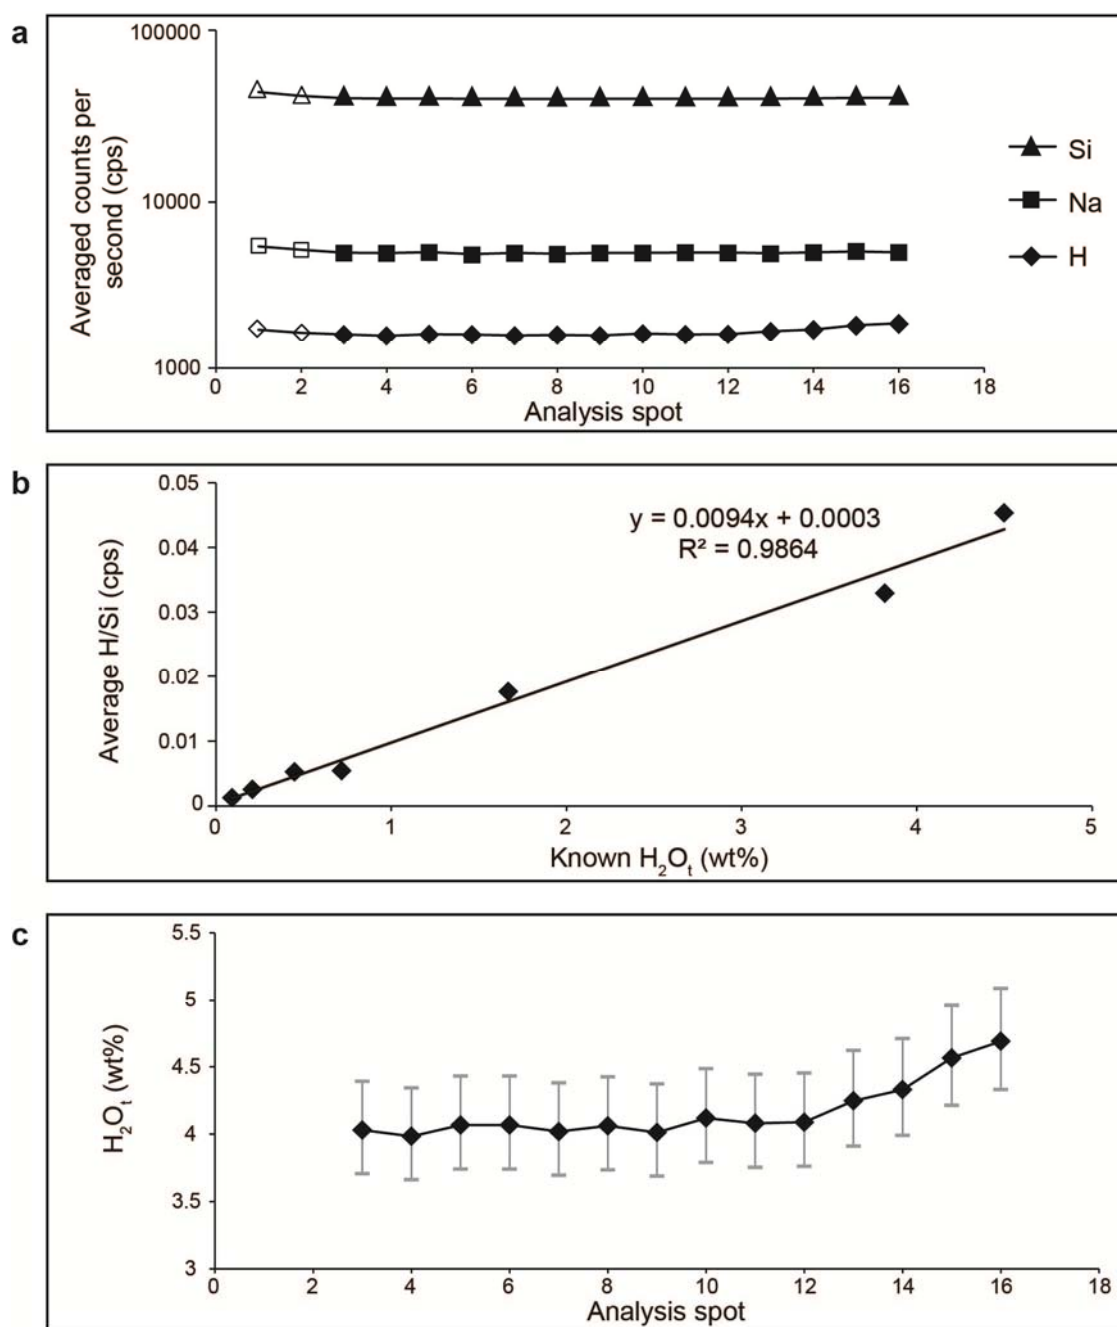 a
100000
10000
1000
Averaged counts per
second (cps)
0 2 4 6 8 10 12 14 16 18
Analysis spot
Si
Na
H
b
0.05
0.04
0.03
0.02
0.01
0
Average H/Si (cps)
y = 0.0094x + 0.0003
R² = 0.9864
0 1 2 3 4 5
Known H₂Oₜ (wt%)
c
5.5
5
4.5
4
3.5
3
H₂Oₜ (wt%)
0 2 4 6 8 10 12 14 16 18
Analysis spot